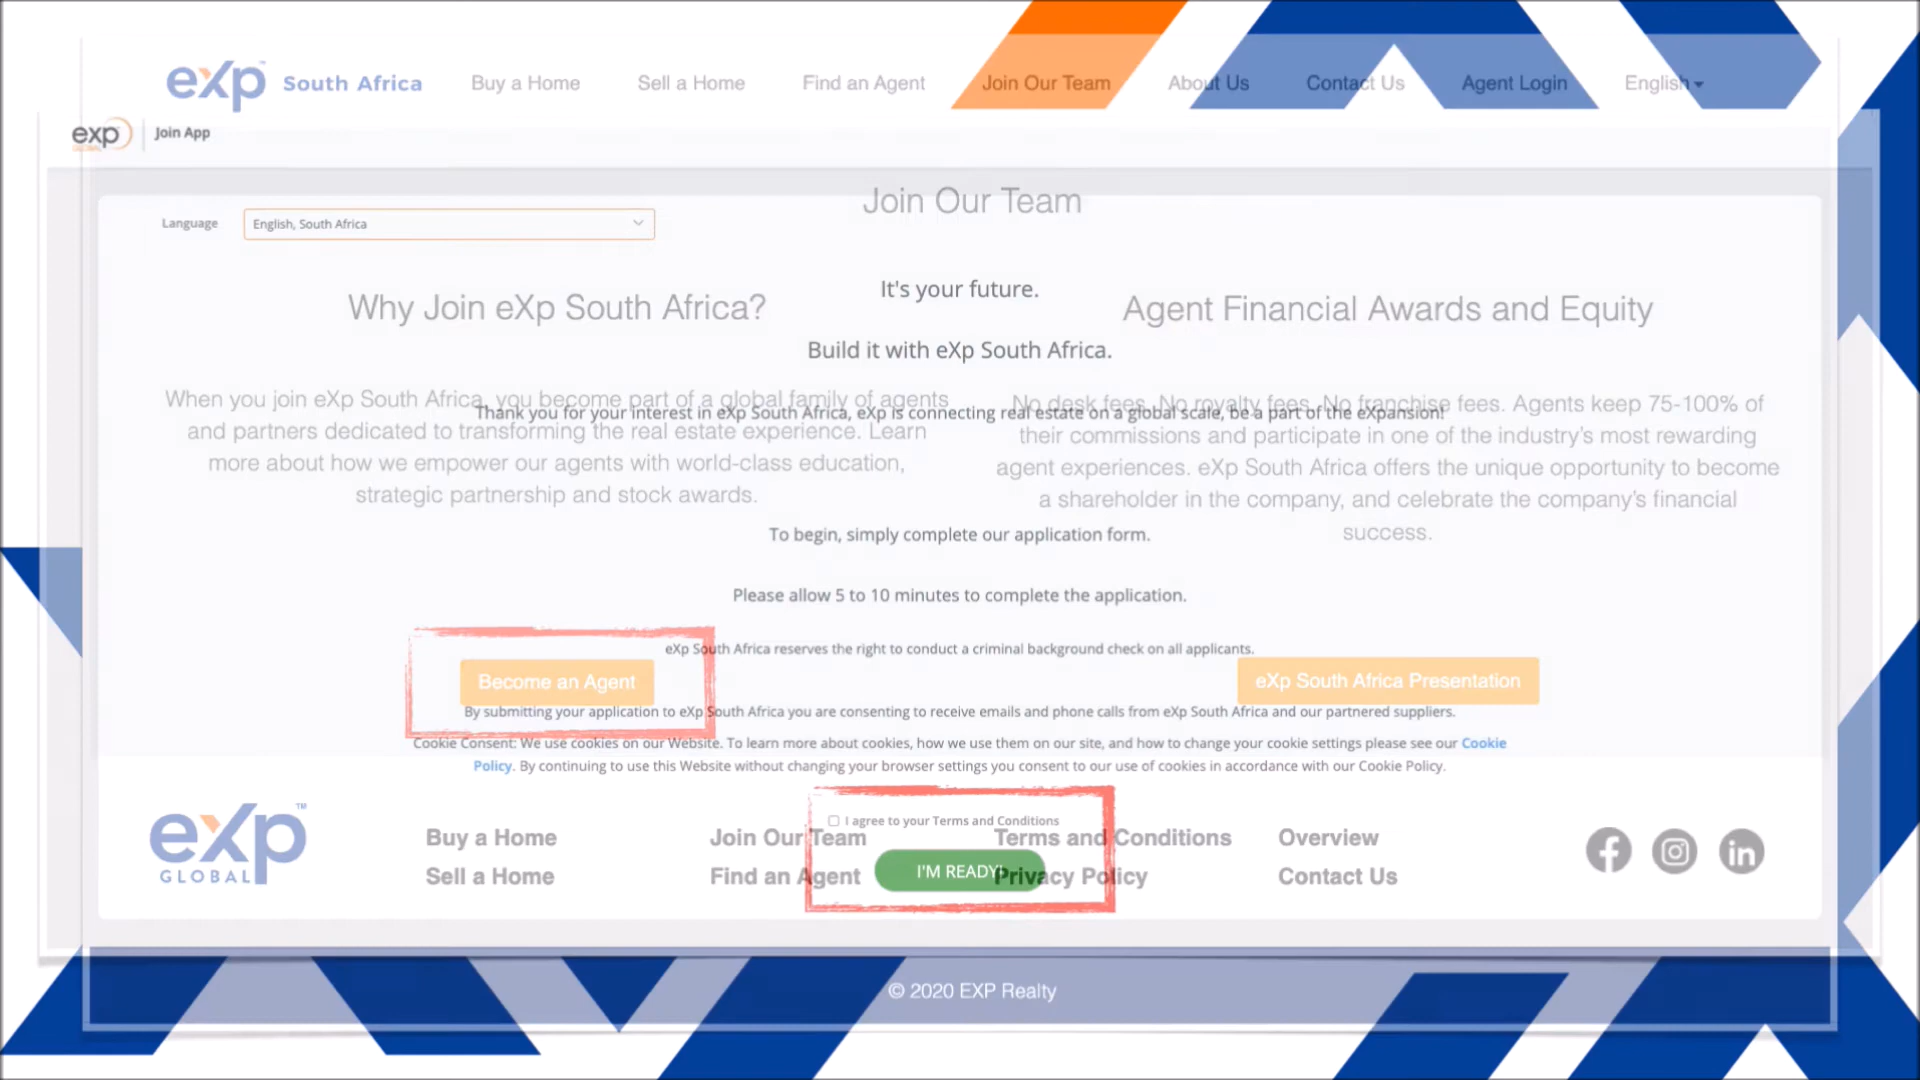 exp South Africa
Buy a Home
Sell a Home
Find an Agent
Join Our Team
About Us
Contact Us
Agent Login
English
exp GLOBAL
Join App
Join Our Team
Language
English, South Africa
It's your future.
Why Join eXp South Africa?
Agent Financial Awards and Equity
Build it with eXp South Africa.
When you join eXp South Africa, you become part of a global family of agents
and partners dedicated to transforming the real estate experience. Learn
more about how we empower our agents with world-class education,
strategic partnership and stock awards.
Thank you for your interest in eXp South Africa, eXp is connecting real estate on a global scale, be a part of the eXpansion!
No desk fees. No royalty fees. No franchise fees. Agents keep 75-100% of
their commissions and participate in one of the industry's most rewarding
agent experiences. eXp South Africa offers the unique opportunity to become
a shareholder in the company, and celebrate the company's financial
success.
To begin, simply complete our application form.
Please allow 5 to 10 minutes to complete the application.
eXp South Africa reserves the right to conduct a criminal background check on all applicants.
Become an Agent
eXp South Africa Presentation
By submitting your application to eXp South Africa you are consenting to receive emails and phone calls from eXp South Africa and our partnered suppliers.
Cookie Consent: We use cookies on our Website. To learn more about cookies, how we use them on our site, and how to change your cookie settings please see our Cookie
Policy. By continuing to use this Website without changing your browser settings you consent to our use of cookies in accordance with our Cookie Policy.
I agree to your Terms and Conditions
I'M READY!
exp™ GLOBAL
Buy a Home
Join Our Team
Terms and Conditions
Overview
Sell a Home
Find an Agent
Privacy Policy
Contact Us
© 2020 EXP Realty